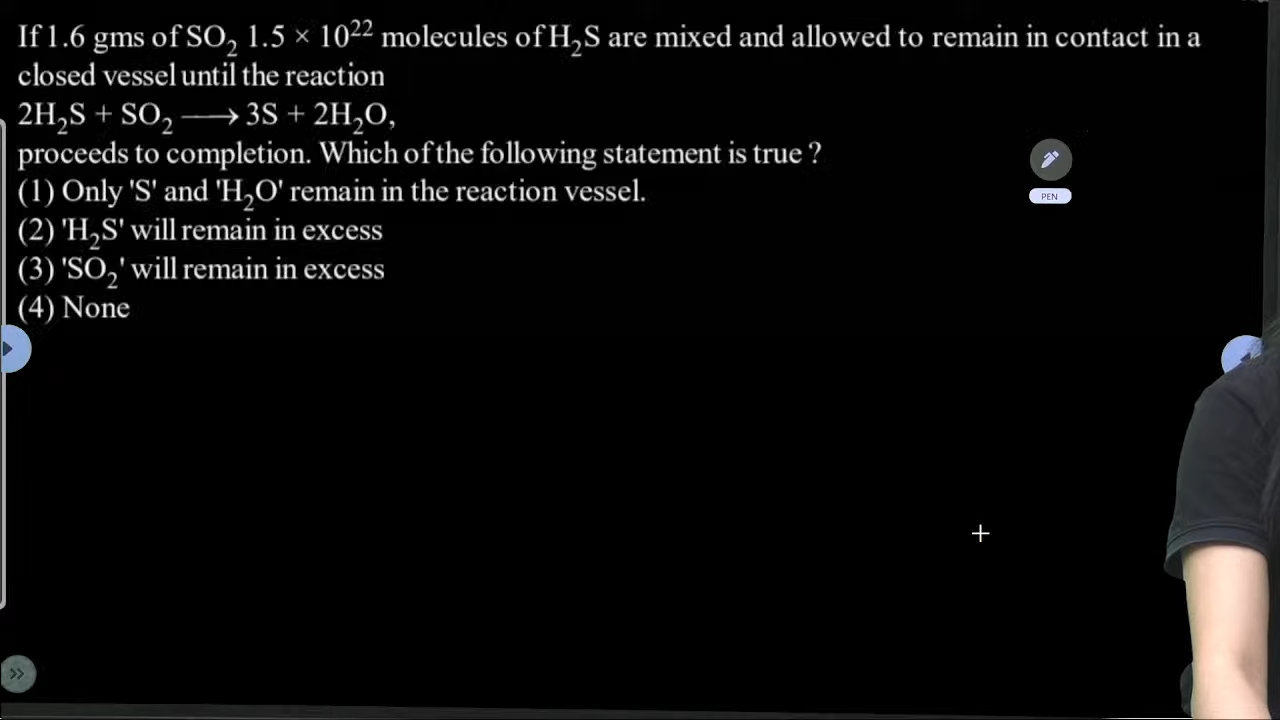 If 1.6 gms of SO₂ 1.5 × 10²² molecules of H₂S are mixed and allowed to remain in contact in a
closed vessel until the reaction
2H₂S + SO₂ ⟶ 3S + 2H₂O,
proceeds to completion. Which of the following statement is true ?
(1) Only 'S' and 'H₂O' remain in the reaction vessel.
(2) 'H₂S' will remain in excess
(3) 'SO₂' will remain in excess
(4) None
PEN